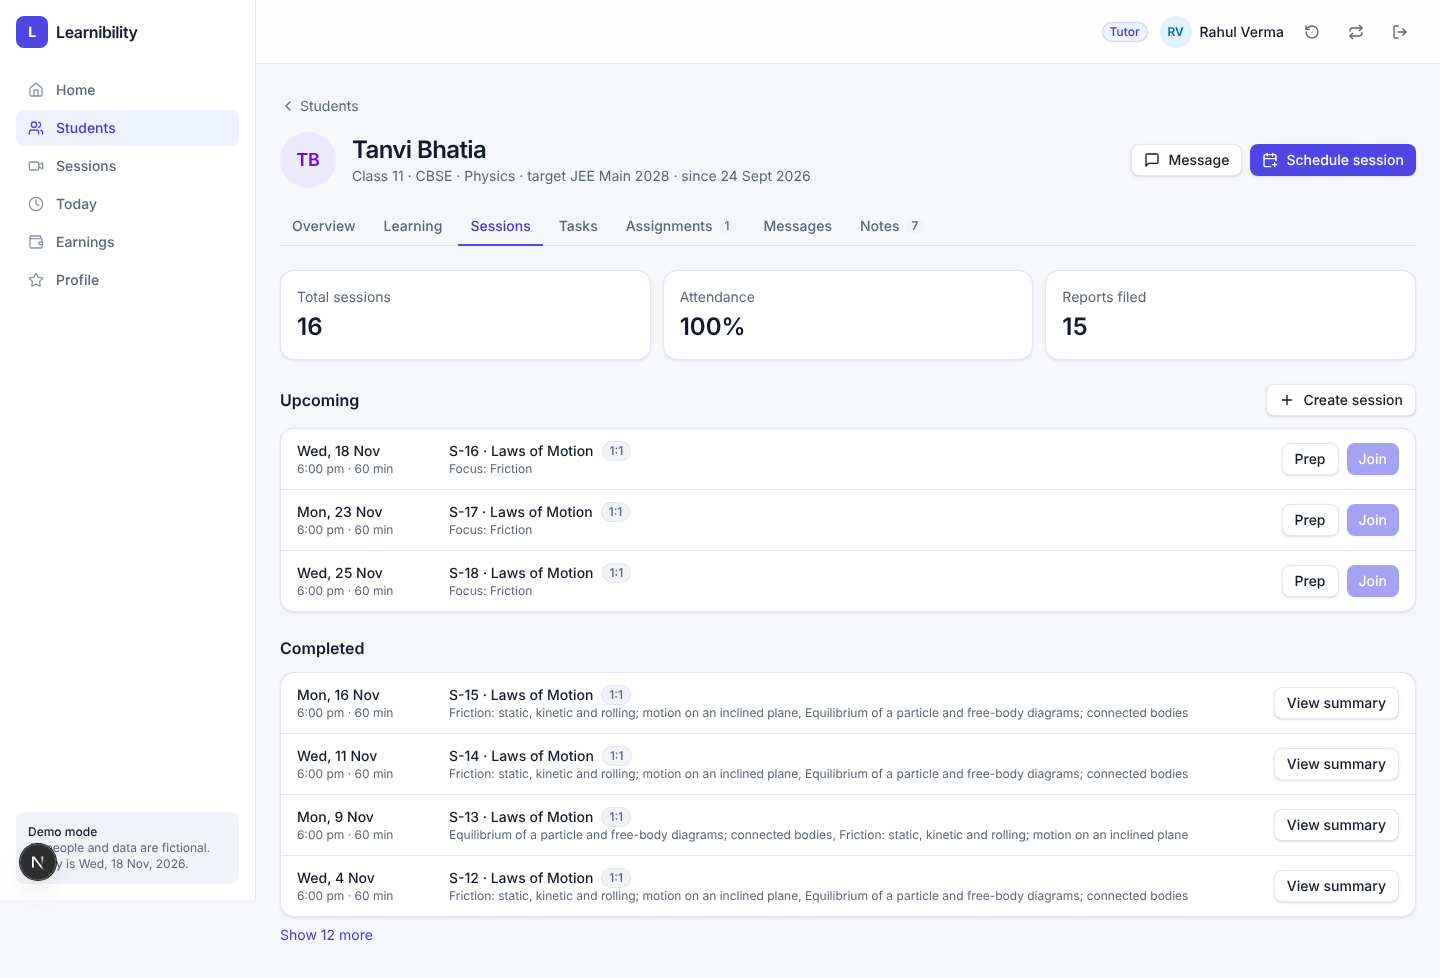 L Learnibility
Home
Students
Sessions
Today
Earnings
Profile
Demo mode
people and data are fictional.
is Wed, 18 Nov, 2026.
N
Tutor RV Rahul Verma
Students
TB
Tanvi Bhatia
Class 11 · CBSE · Physics · target JEE Main 2028 · since 24 Sept 2026
Message Schedule session
Overview Learning Sessions Tasks Assignments 1 Messages Notes 7
Total sessions
16
Attendance
100%
Reports filed
15
Upcoming
Create session
Wed, 18 Nov
6:00 pm · 60 min
S-16 · Laws of Motion 1:1
Focus: Friction
Prep Join
Mon, 23 Nov
6:00 pm · 60 min
S-17 · Laws of Motion 1:1
Focus: Friction
Prep Join
Wed, 25 Nov
6:00 pm · 60 min
S-18 · Laws of Motion 1:1
Focus: Friction
Prep Join
Completed
Mon, 16 Nov
6:00 pm · 60 min
S-15 · Laws of Motion 1:1
Friction: static, kinetic and rolling; motion on an inclined plane, Equilibrium of a particle and free-body diagrams; connected bodies
View summary
Wed, 11 Nov
6:00 pm · 60 min
S-14 · Laws of Motion 1:1
Friction: static, kinetic and rolling; motion on an inclined plane, Equilibrium of a particle and free-body diagrams; connected bodies
View summary
Mon, 9 Nov
6:00 pm · 60 min
S-13 · Laws of Motion 1:1
Equilibrium of a particle and free-body diagrams; connected bodies, Friction: static, kinetic and rolling; motion on an inclined plane
View summary
Wed, 4 Nov
6:00 pm · 60 min
S-12 · Laws of Motion 1:1
Friction: static, kinetic and rolling; motion on an inclined plane, Equilibrium of a particle and free-body diagrams; connected bodies
View summary
Show 12 more